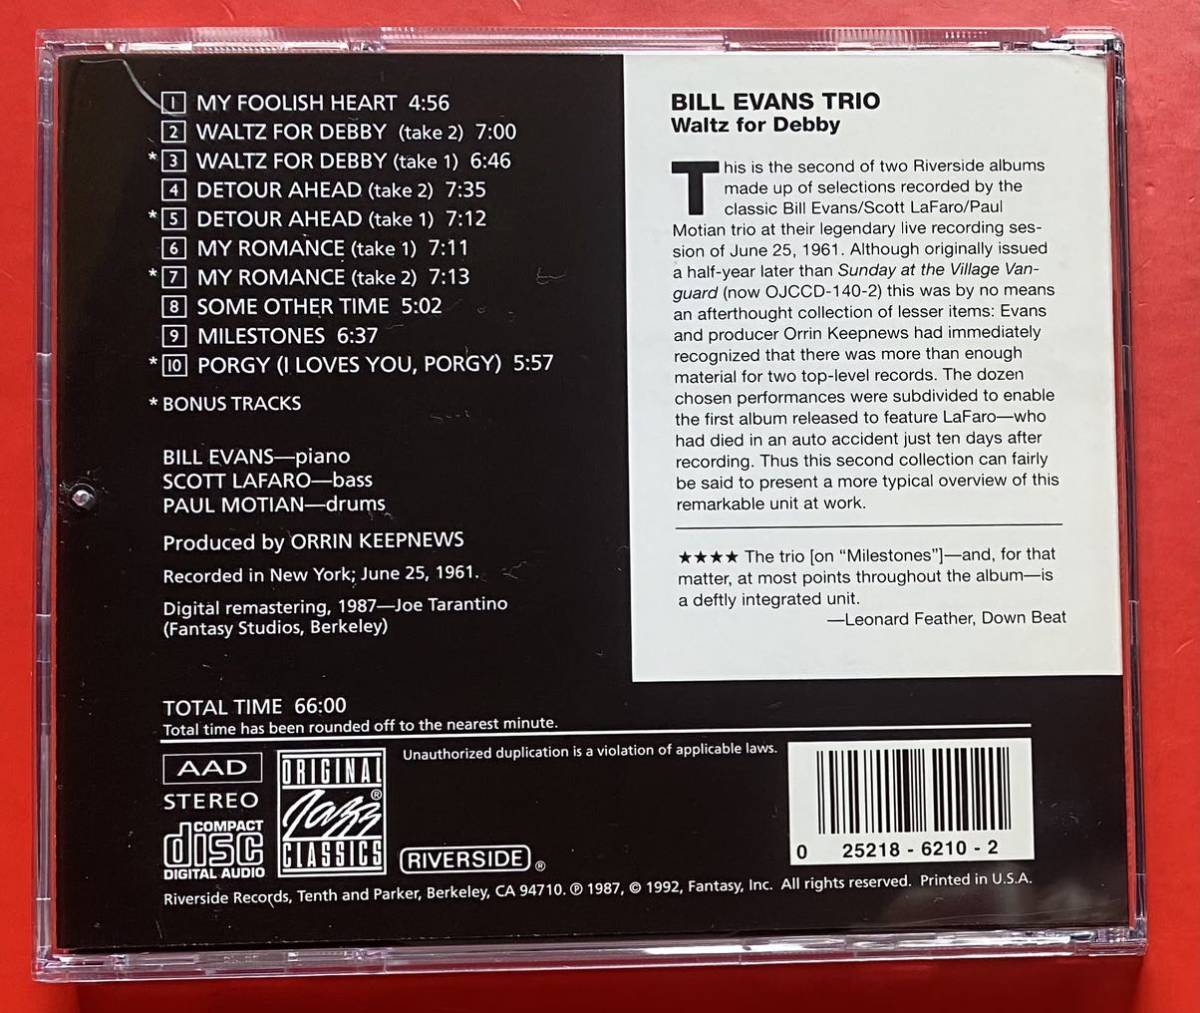 1 MY FOOLISH HEART 4:56
2 WALTZ FOR DEBBY (take 2) 7:00
* 3 WALTZ FOR DEBBY (take 1) 6:46
4 DETOUR AHEAD (take 2) 7:35
* 5 DETOUR AHEAD (take 1) 7:12
6 MY ROMANCE (take 1) 7:11
* 7 MY ROMANCE (take 2) 7:13
8 SOME OTHER TIME 5:02
9 MILESTONES 6:37
* 10 PORGY (I LOVES YOU, PORGY) 5:57
* BONUS TRACKS
BILL EVANS—piano
SCOTT LAFARO—bass
PAUL MOTIAN—drums
Produced by ORRIN KEEPNEWS
Recorded in New York; June 25, 1961.
Digital remastering, 1987—Joe Tarantino
(Fantasy Studios, Berkeley)
TOTAL TIME 66:00
Total time has been rounded off to the nearest minute.
BILL EVANS TRIO
Waltz for Debby
This is the second of two Riverside albums
made up of selections recorded by the
classic Bill Evans/Scott LaFaro/Paul
Motian trio at their legendary live recording ses-
sion of June 25, 1961. Although originally issued
a half-year later than Sunday at the Village Van-
guard (now OJCCD-140-2) this was by no means
an afterthought collection of lesser items: Evans
and producer Orrin Keepnews had immediately
recognized that there was more than enough
material for two top-level records. The dozen
chosen performances were subdivided to enable
the first album released to feature LaFaro—who
had died in an auto accident just ten days after
recording. Thus this second collection can fairly
be said to present a more typical overview of this
remarkable unit at work.
★★★★ The trio [on “Milestones”]—and, for that
matter, at most points throughout the album—is
a deftly integrated unit.
—Leonard Feather, Down Beat
AAD
STEREO
COMPACT
disc
DIGITAL AUDIO
ORIGINAL
Jazz ®
CLASSICS
Unauthorized duplication is a violation of applicable laws.
RIVERSIDE ®
0 25218 - 6210 - 2
Riverside Records, Tenth and Parker, Berkeley, CA 94710. ℗ 1987, © 1992, Fantasy, Inc. All rights reserved. Printed in U.S.A.